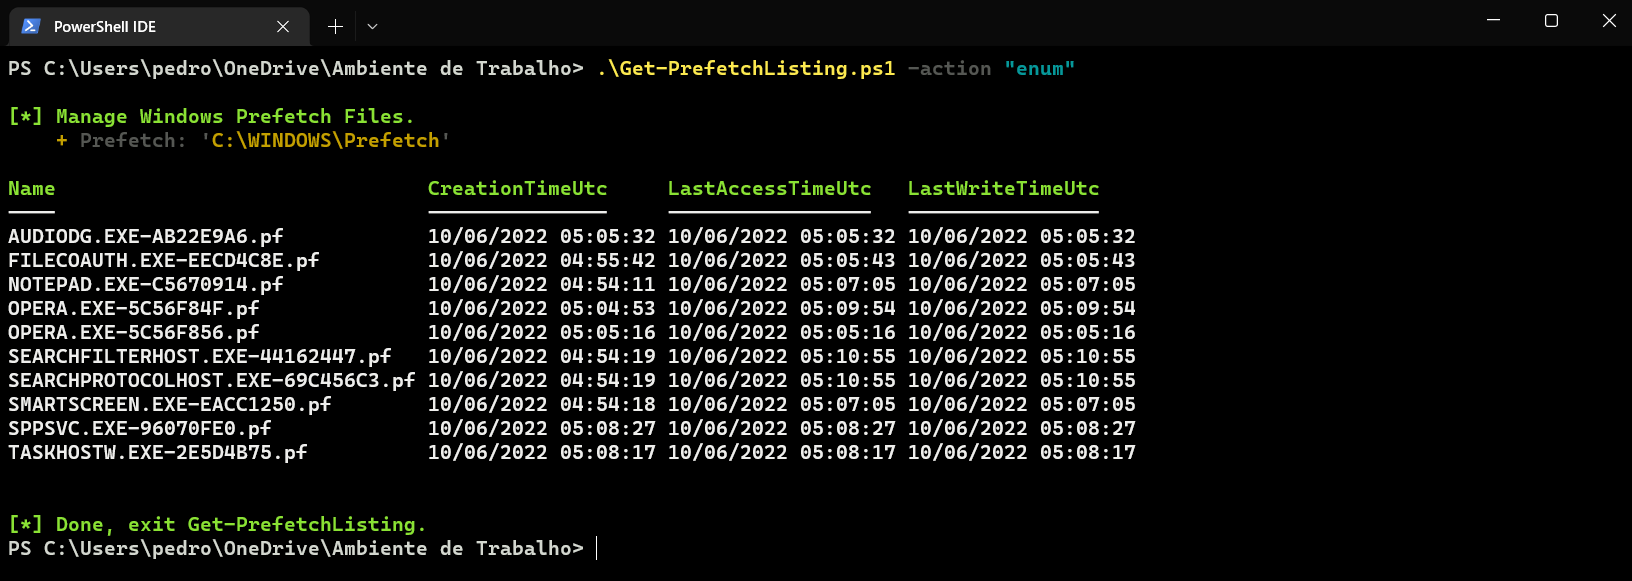 PowerShell IDE
PS C:\Users\pedro\OneDrive\Ambiente de Trabalho> .\Get-PrefetchListing.ps1 -action "enum"
[*] Manage Windows Prefetch Files.
+ Prefetch: 'C:\WINDOWS\Prefetch'
Name CreationTimeUtc LastAccessTimeUtc LastWriteTimeUtc
---- --------------- ----------------- ----------------
AUDIODG.EXE-AB22E9A6.pf 10/06/2022 05:05:32 10/06/2022 05:05:32 10/06/2022 05:05:32
FILECOAUTH.EXE-EECD4C8E.pf 10/06/2022 04:55:42 10/06/2022 05:05:43 10/06/2022 05:05:43
NOTEPAD.EXE-C5670914.pf 10/06/2022 04:54:11 10/06/2022 05:07:05 10/06/2022 05:07:05
OPERA.EXE-5C56F84F.pf 10/06/2022 05:04:53 10/06/2022 05:09:54 10/06/2022 05:09:54
OPERA.EXE-5C56F856.pf 10/06/2022 05:05:16 10/06/2022 05:05:16 10/06/2022 05:05:16
SEARCHFILTERHOST.EXE-44162447.pf 10/06/2022 04:54:19 10/06/2022 05:10:55 10/06/2022 05:10:55
SEARCHPROTOCOLHOST.EXE-69C456C3.pf 10/06/2022 04:54:19 10/06/2022 05:10:55 10/06/2022 05:10:55
SMARTSCREEN.EXE-EACC1250.pf 10/06/2022 04:54:18 10/06/2022 05:07:05 10/06/2022 05:07:05
SPPSVC.EXE-96070FE0.pf 10/06/2022 05:08:27 10/06/2022 05:08:27 10/06/2022 05:08:27
TASKHOSTW.EXE-2E5D4B75.pf 10/06/2022 05:08:17 10/06/2022 05:08:17 10/06/2022 05:08:17
[*] Done, exit Get-PrefetchListing.
PS C:\Users\pedro\OneDrive\Ambiente de Trabalho>